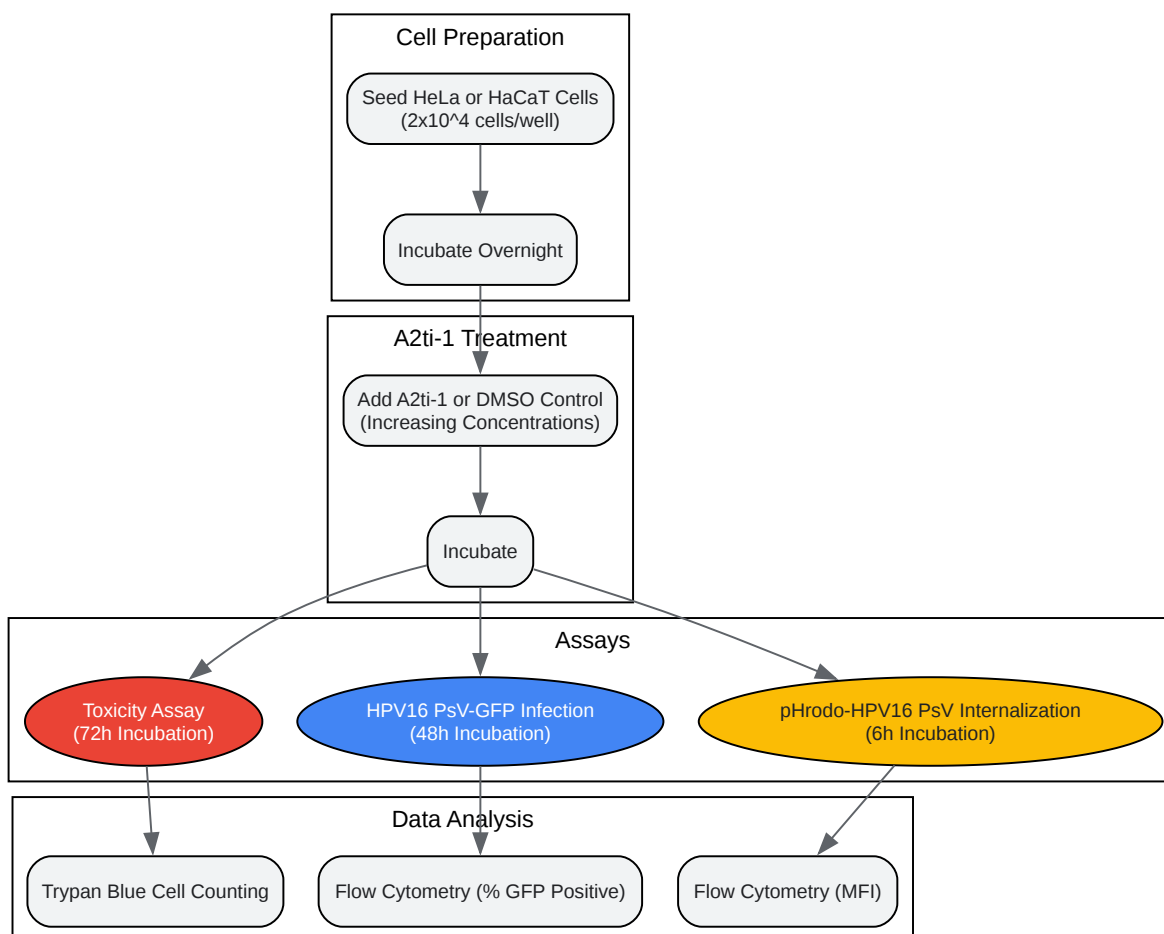 Cell Preparation
Seed HeLa or HaCaT Cells
(2x10^4 cells/well)
Incubate Overnight
A2ti-1 Treatment
Add A2ti-1 or DMSO Control
(Increasing Concentrations)
Incubate
Assays
Toxicity Assay
(72h Incubation)
HPV16 PsV-GFP Infection
(48h Incubation)
pHrodo-HPV16 PsV Internalization
(6h Incubation)
Data Analysis
Trypan Blue Cell Counting
Flow Cytometry (% GFP Positive)
Flow Cytometry (MFI)